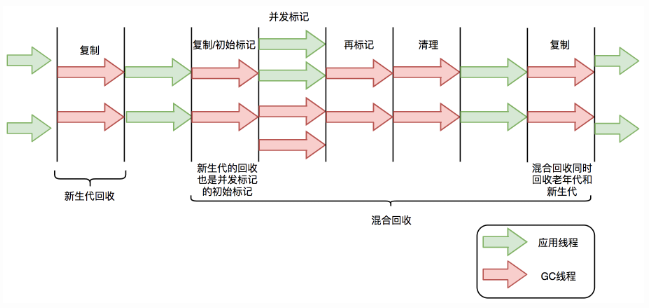 并发标记
复制
复制/初始标记
再标记
清理
复制
新生代的回收
也是并发标记
的初始标记
混合回收同时
回收老年代和
新生代
新生代回收
混合回收
应用线程
GC线程